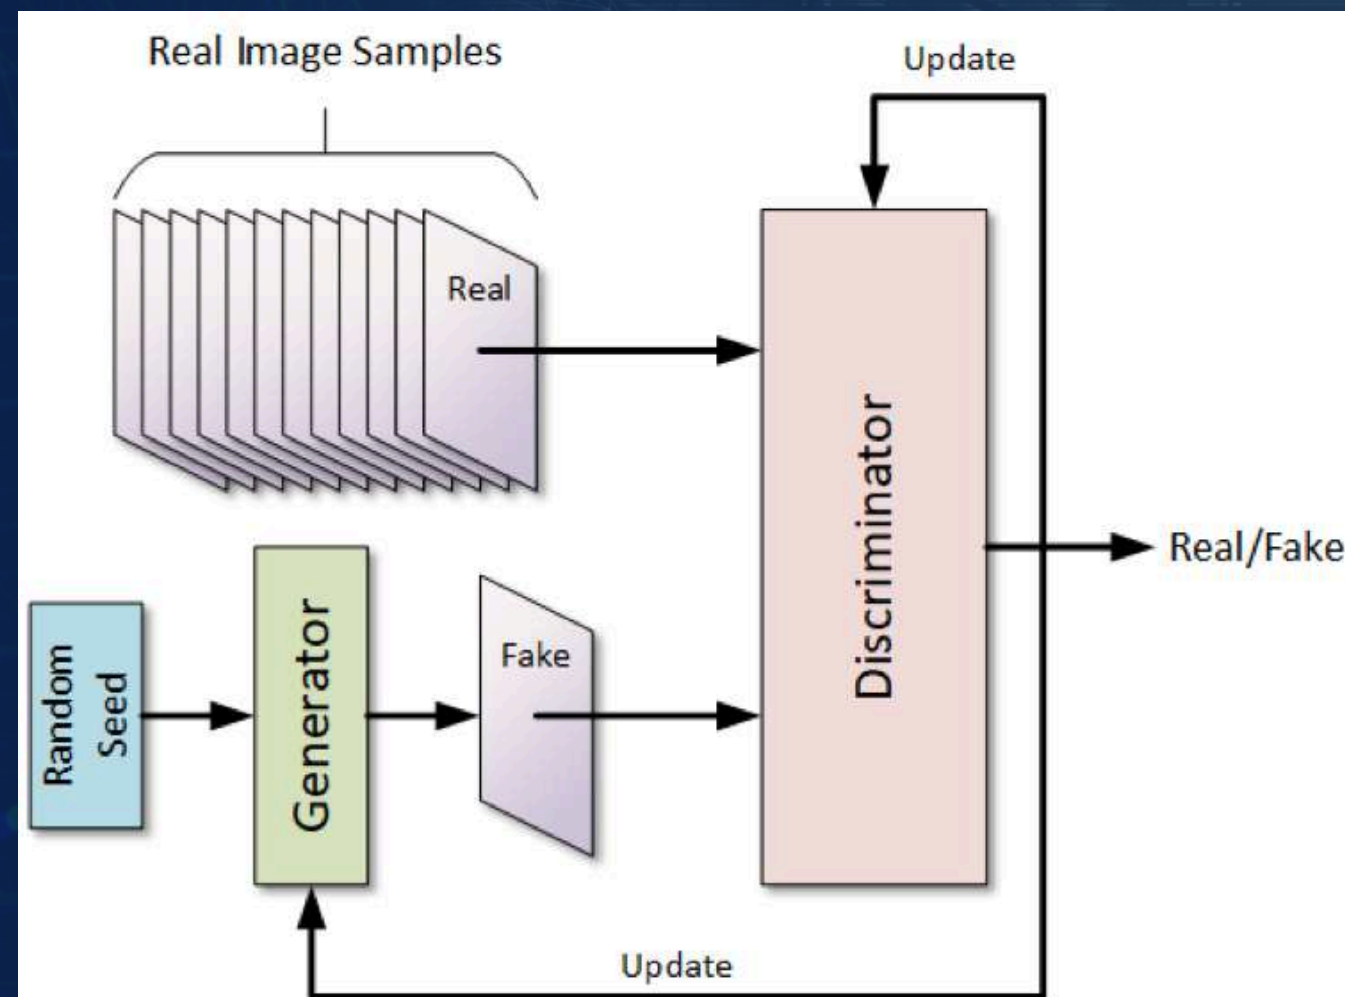 Real Image Samples
Update
Real
Discriminator
Real/Fake
Random
Seed
Generator
Fake
Update